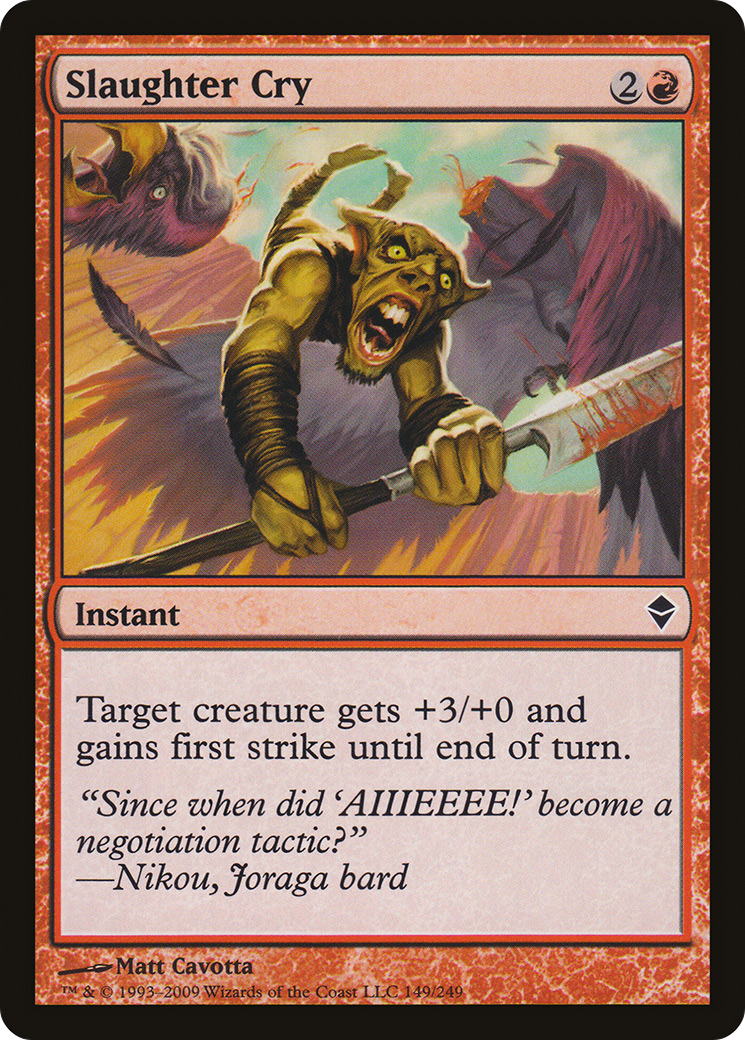 Slaughter Cry
2
Instant
Target creature gets +3/+0 and
gains first strike until end of turn.
“Since when did ‘AIIIEEEE!’ become a
negotiation tactic?”
—Nikou, Joraga bard
Matt Cavotta
™ & © 1993–2009 Wizards of the Coast LLC 149/249